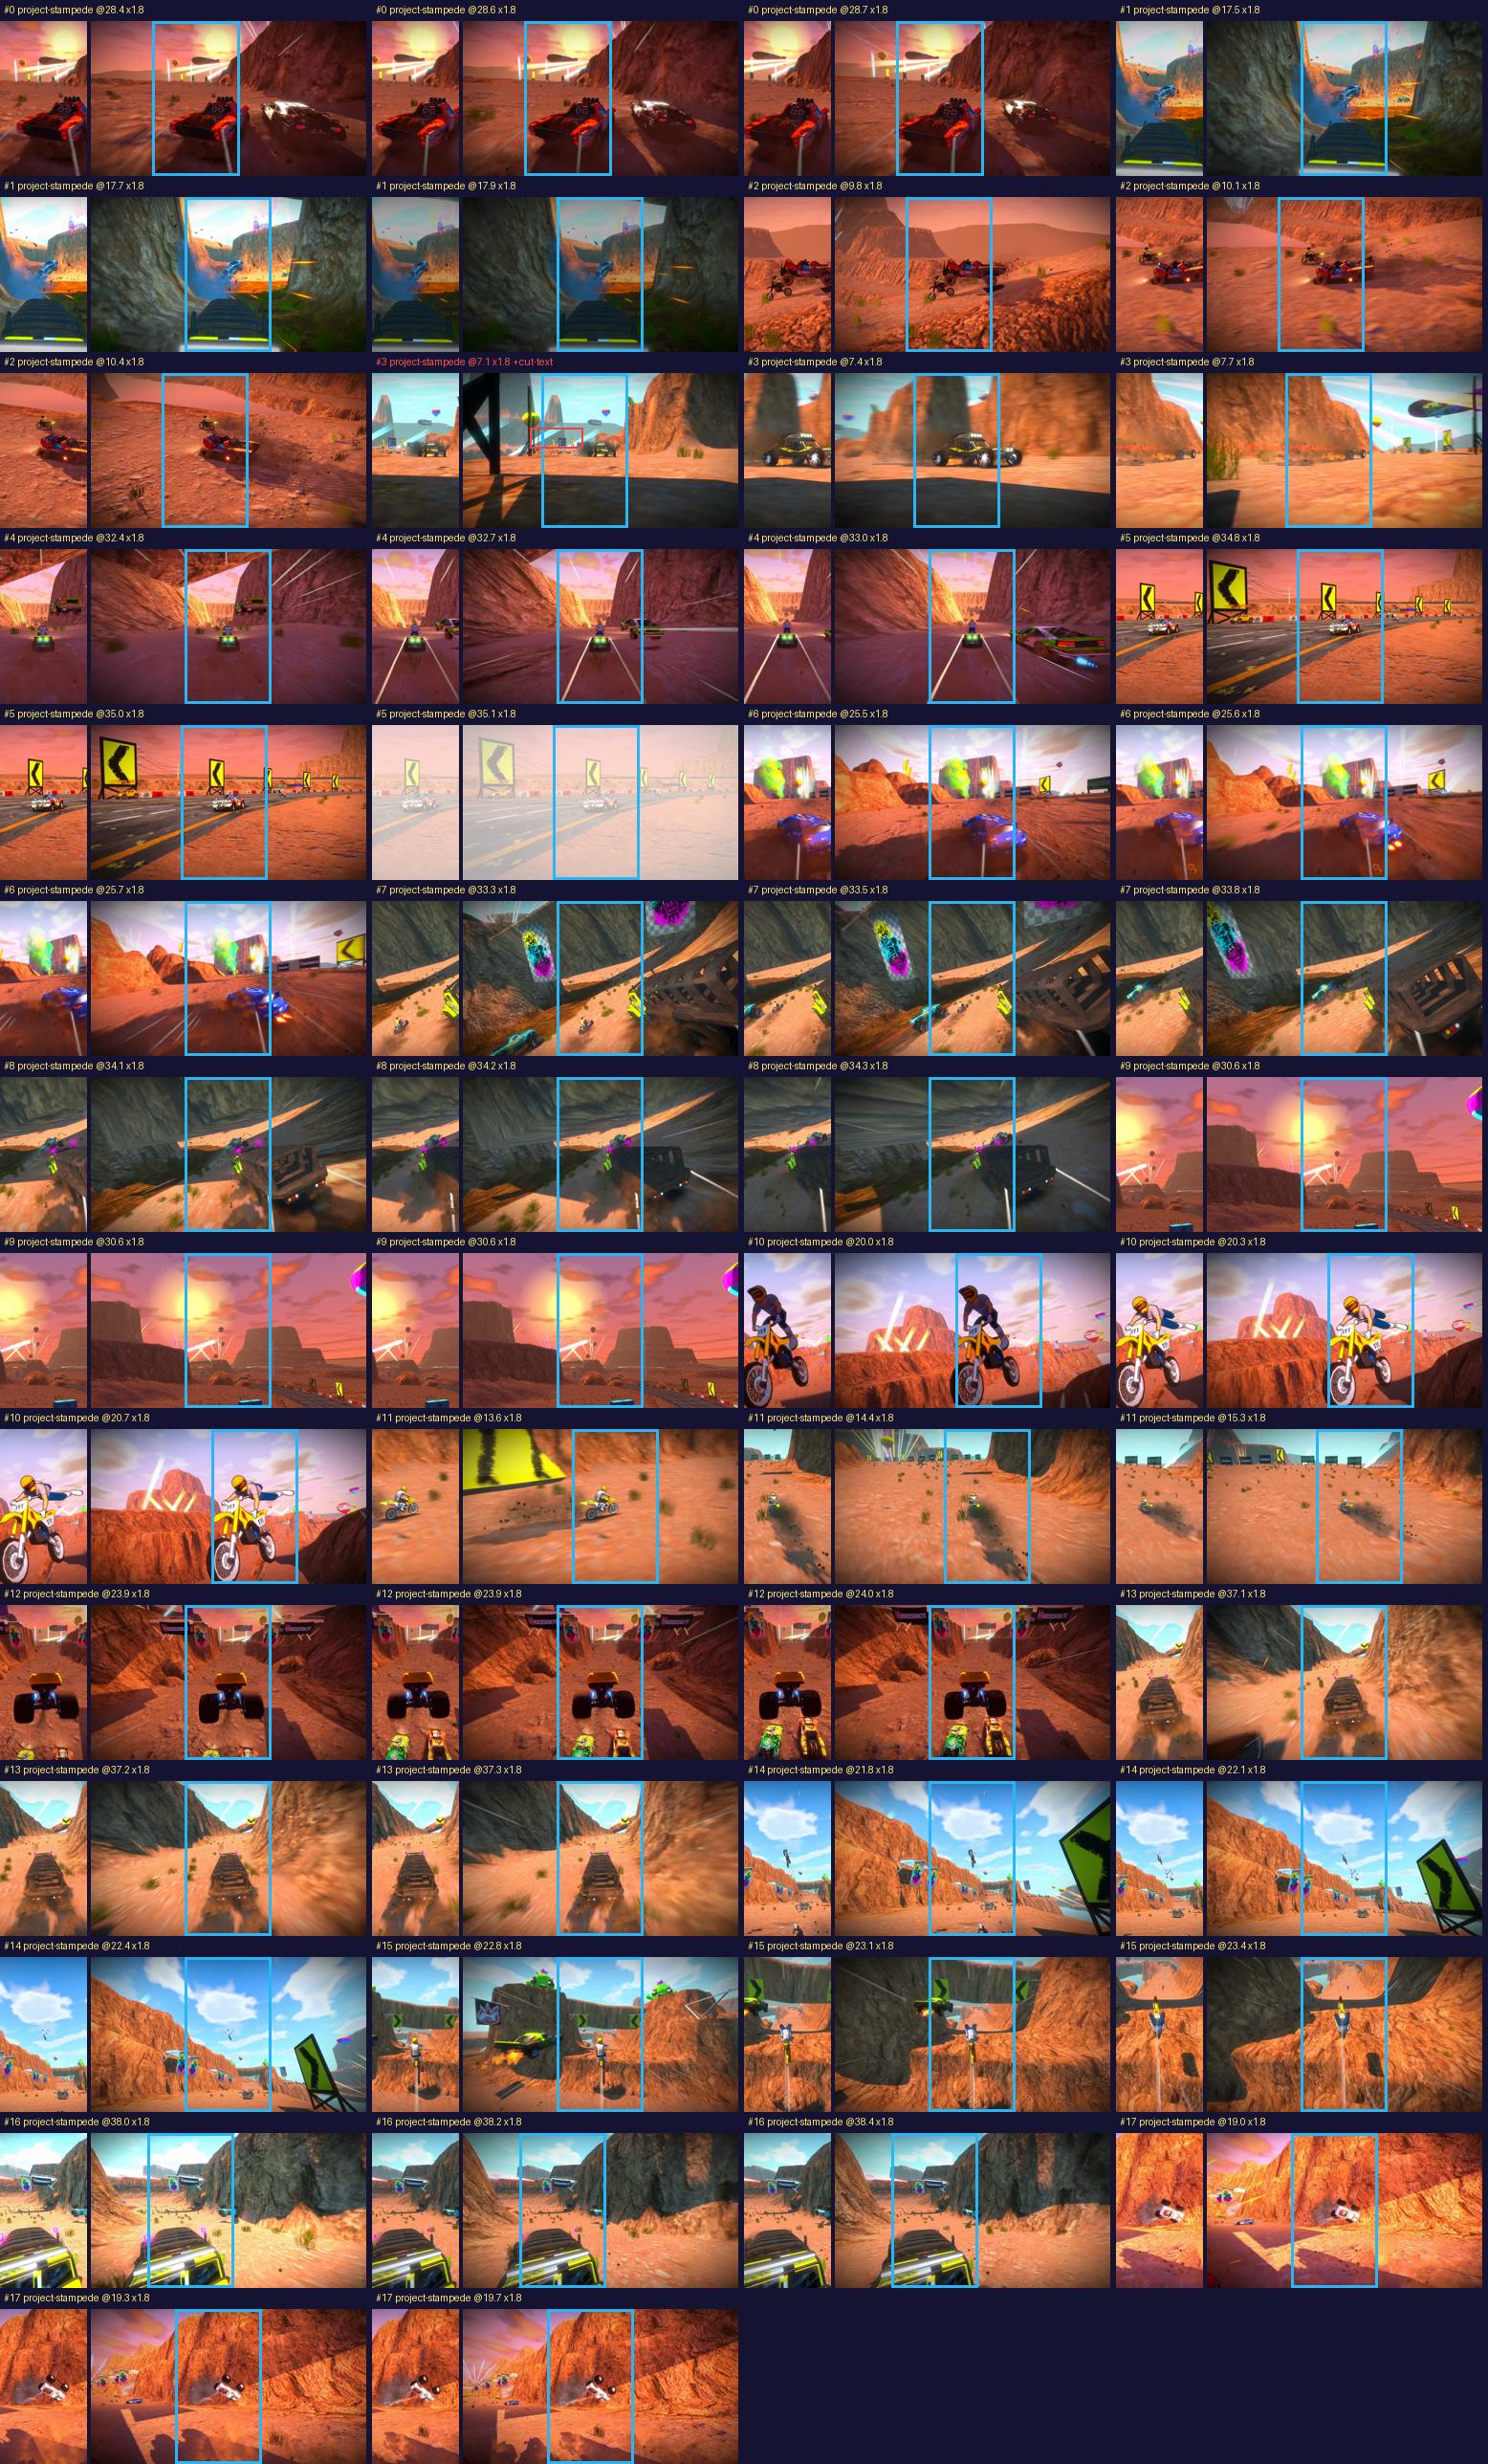 #0 project-stampede @28.4 x1.8
#0 project-stampede @28.6 x1.8
#0 project-stampede @28.7 x1.8
#1 project-stampede @17.5 x1.8
#1 project-stampede @17.7 x1.8
#1 project-stampede @17.9 x1.8
#2 project-stampede @9.8 x1.8
#2 project-stampede @10.1 x1.8
#2 project-stampede @10.4 x1.8
#3 project-stampede @7.1 x1.8 +cut-text
#3 project-stampede @7.4 x1.8
#3 project-stampede @7.7 x1.8
#4 project-stampede @32.4 x1.8
#4 project-stampede @32.7 x1.8
#4 project-stampede @33.0 x1.8
#5 project-stampede @34.8 x1.8
#5 project-stampede @35.0 x1.8
#5 project-stampede @35.1 x1.8
#6 project-stampede @25.5 x1.8
#6 project-stampede @25.6 x1.8
#6 project-stampede @25.7 x1.8
#7 project-stampede @33.3 x1.8
#7 project-stampede @33.5 x1.8
#7 project-stampede @33.8 x1.8
#8 project-stampede @34.1 x1.8
#8 project-stampede @34.2 x1.8
#8 project-stampede @34.3 x1.8
#9 project-stampede @30.6 x1.8
#9 project-stampede @30.6 x1.8
#9 project-stampede @30.6 x1.8
#10 project-stampede @20.0 x1.8
#10 project-stampede @20.3 x1.8
#10 project-stampede @20.7 x1.8
#11 project-stampede @13.6 x1.8
#11 project-stampede @14.4 x1.8
#11 project-stampede @15.3 x1.8
#12 project-stampede @23.9 x1.8
#12 project-stampede @23.9 x1.8
#12 project-stampede @24.0 x1.8
#13 project-stampede @37.1 x1.8
#13 project-stampede @37.2 x1.8
#13 project-stampede @37.3 x1.8
#14 project-stampede @21.8 x1.8
#14 project-stampede @22.1 x1.8
#14 project-stampede @22.4 x1.8
#15 project-stampede @22.8 x1.8
#15 project-stampede @23.1 x1.8
#15 project-stampede @23.4 x1.8
#16 project-stampede @38.0 x1.8
#16 project-stampede @38.2 x1.8
#16 project-stampede @38.4 x1.8
#17 project-stampede @19.0 x1.8
#17 project-stampede @19.3 x1.8
#17 project-stampede @19.7 x1.8